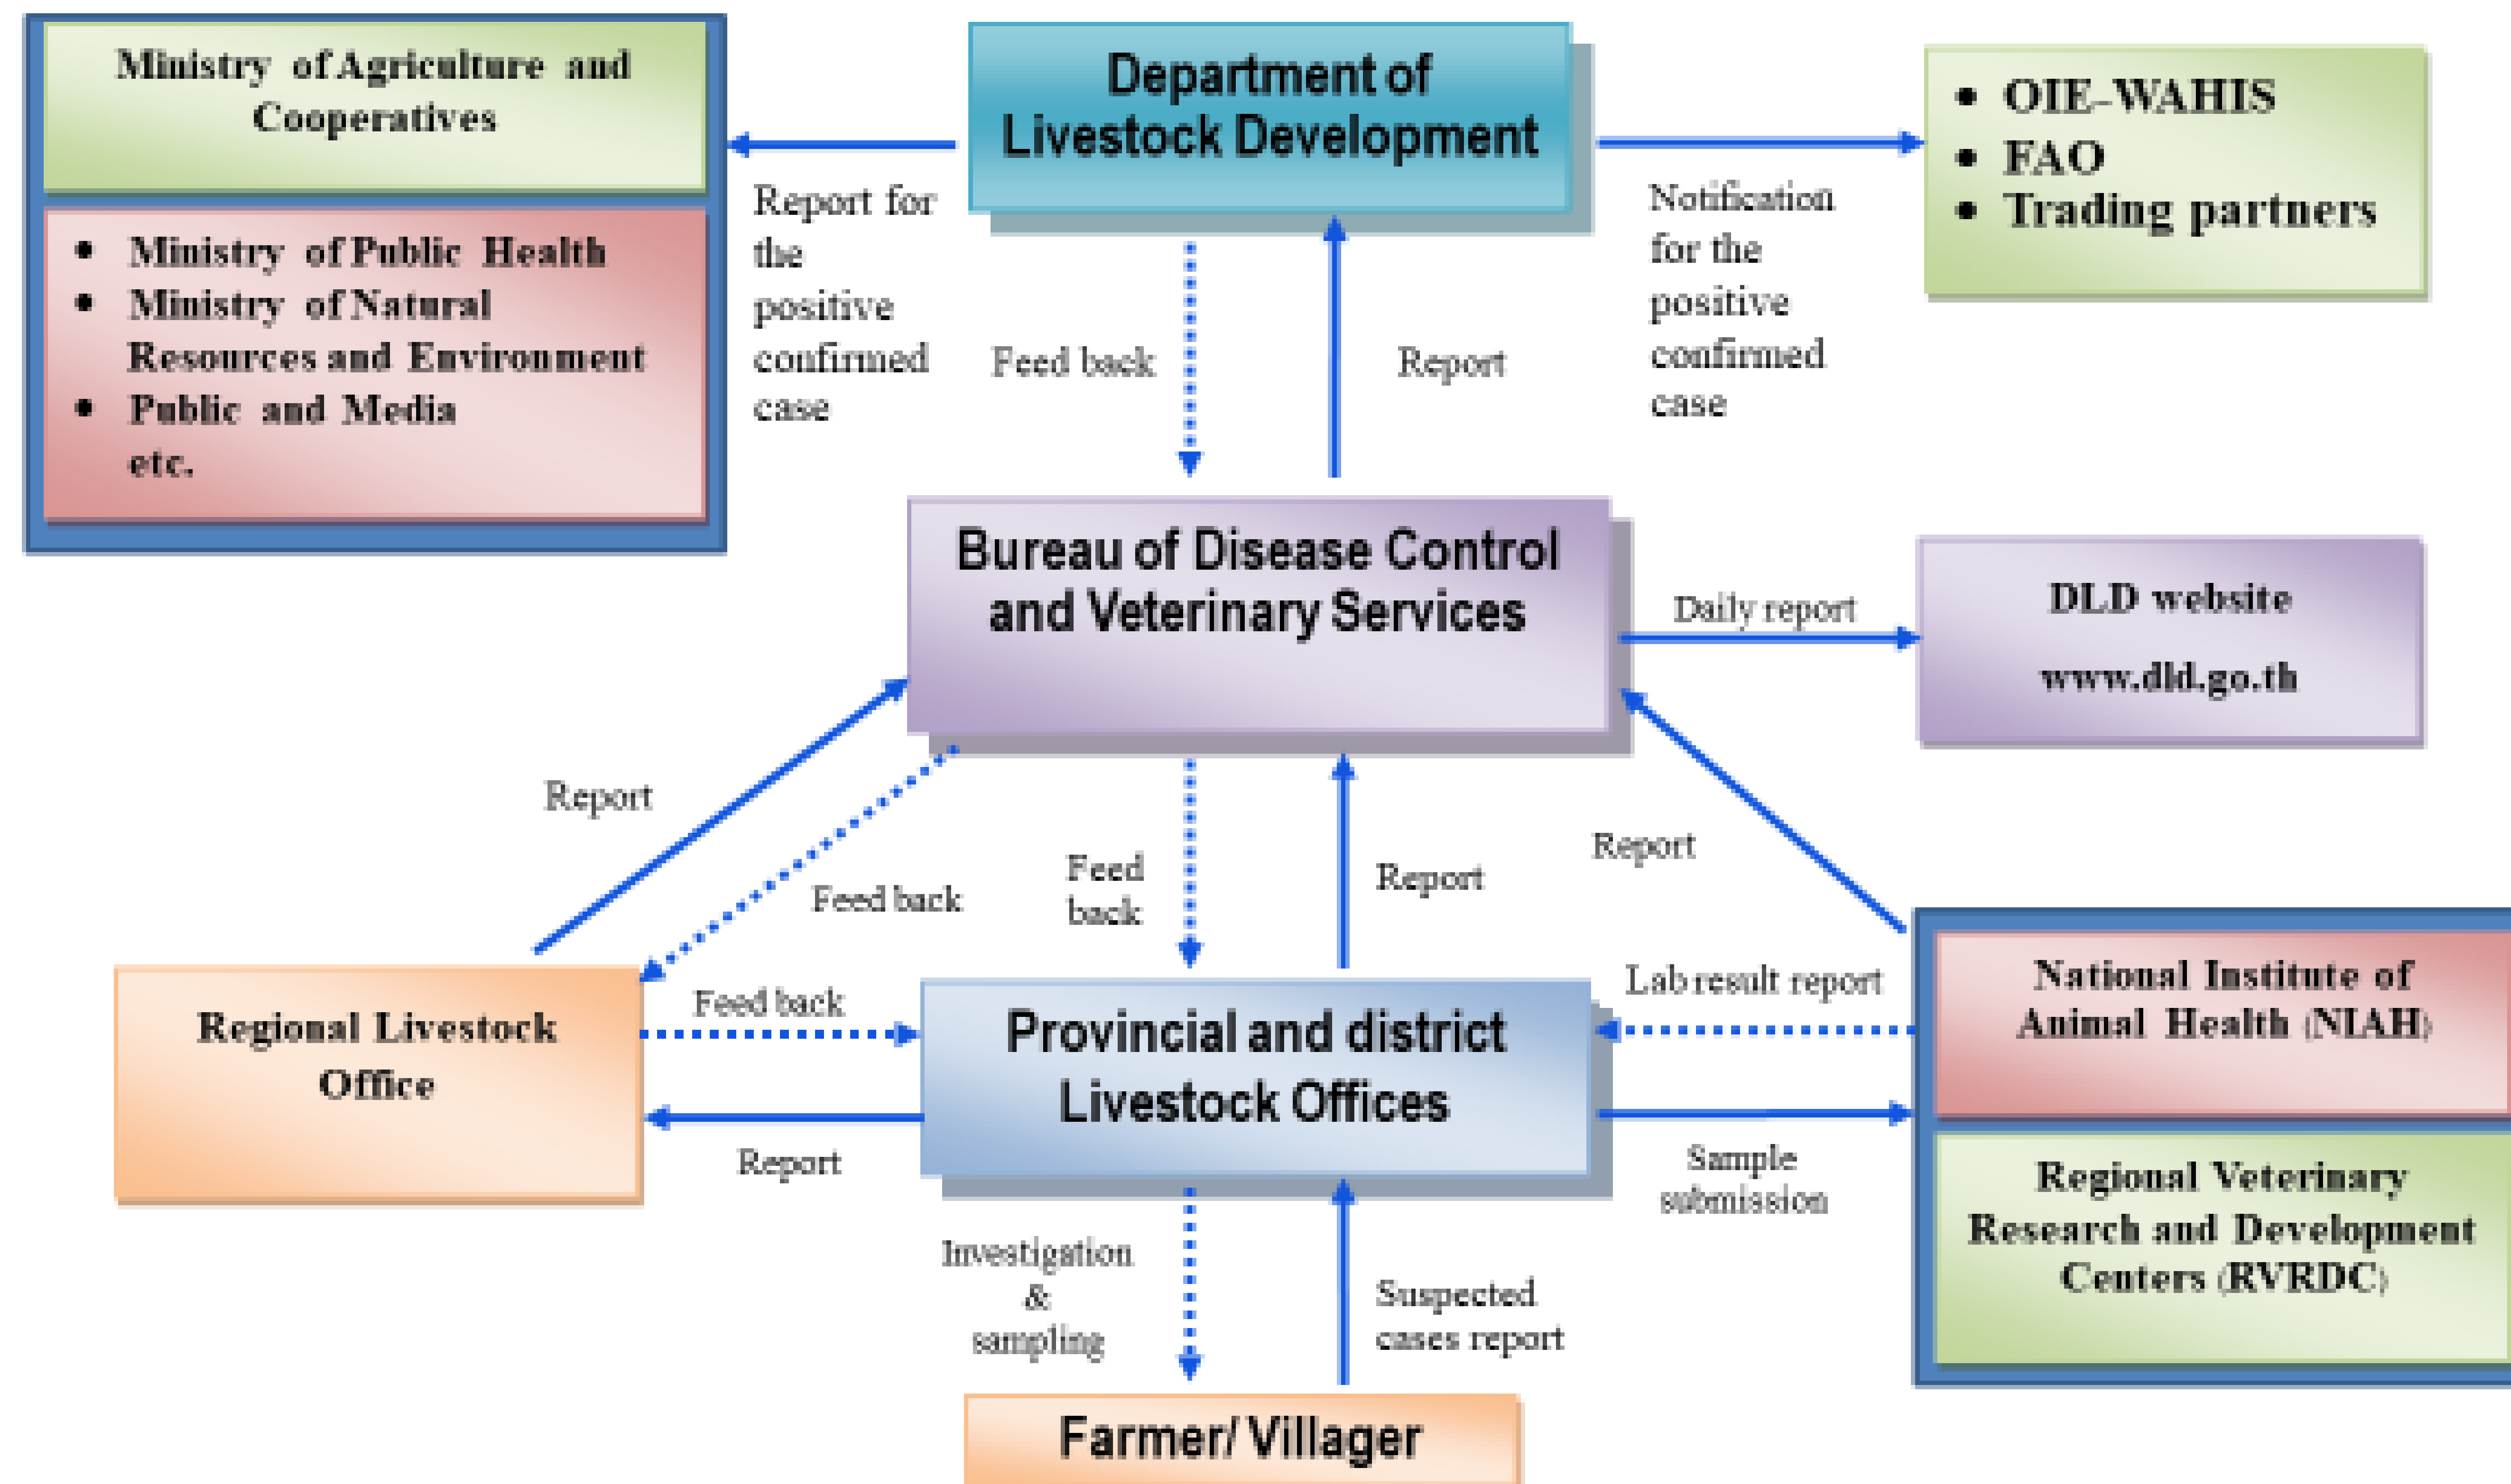 Ministry of Agriculture and
Cooperatives
• Ministry of Public Health
• Ministry of Natural
Resources and Environment
• Public and Media
etc.
Report for
the
positive
confirmed
case
Department of
Livestock Development
Notification
for the
positive
confirmed
case
• OIE-WAHIS
• FAO
• Trading partners
Feed back
Report
Bureau of Disease Control
and Veterinary Services
Daily report
DLD website
www.dld.go.th
Report
Feed back
Feed
back
Report
Report
Regional Livestock
Office
Feed back
Report
Provincial and district
Livestock Offices
Lab result report
Sample
submission
National Institute of
Animal Health (NIAH)
Regional Veterinary
Research and Development
Centers (RVRDC)
Investigation
&
sampling
Suspected
cases report
Farmer/ Villager